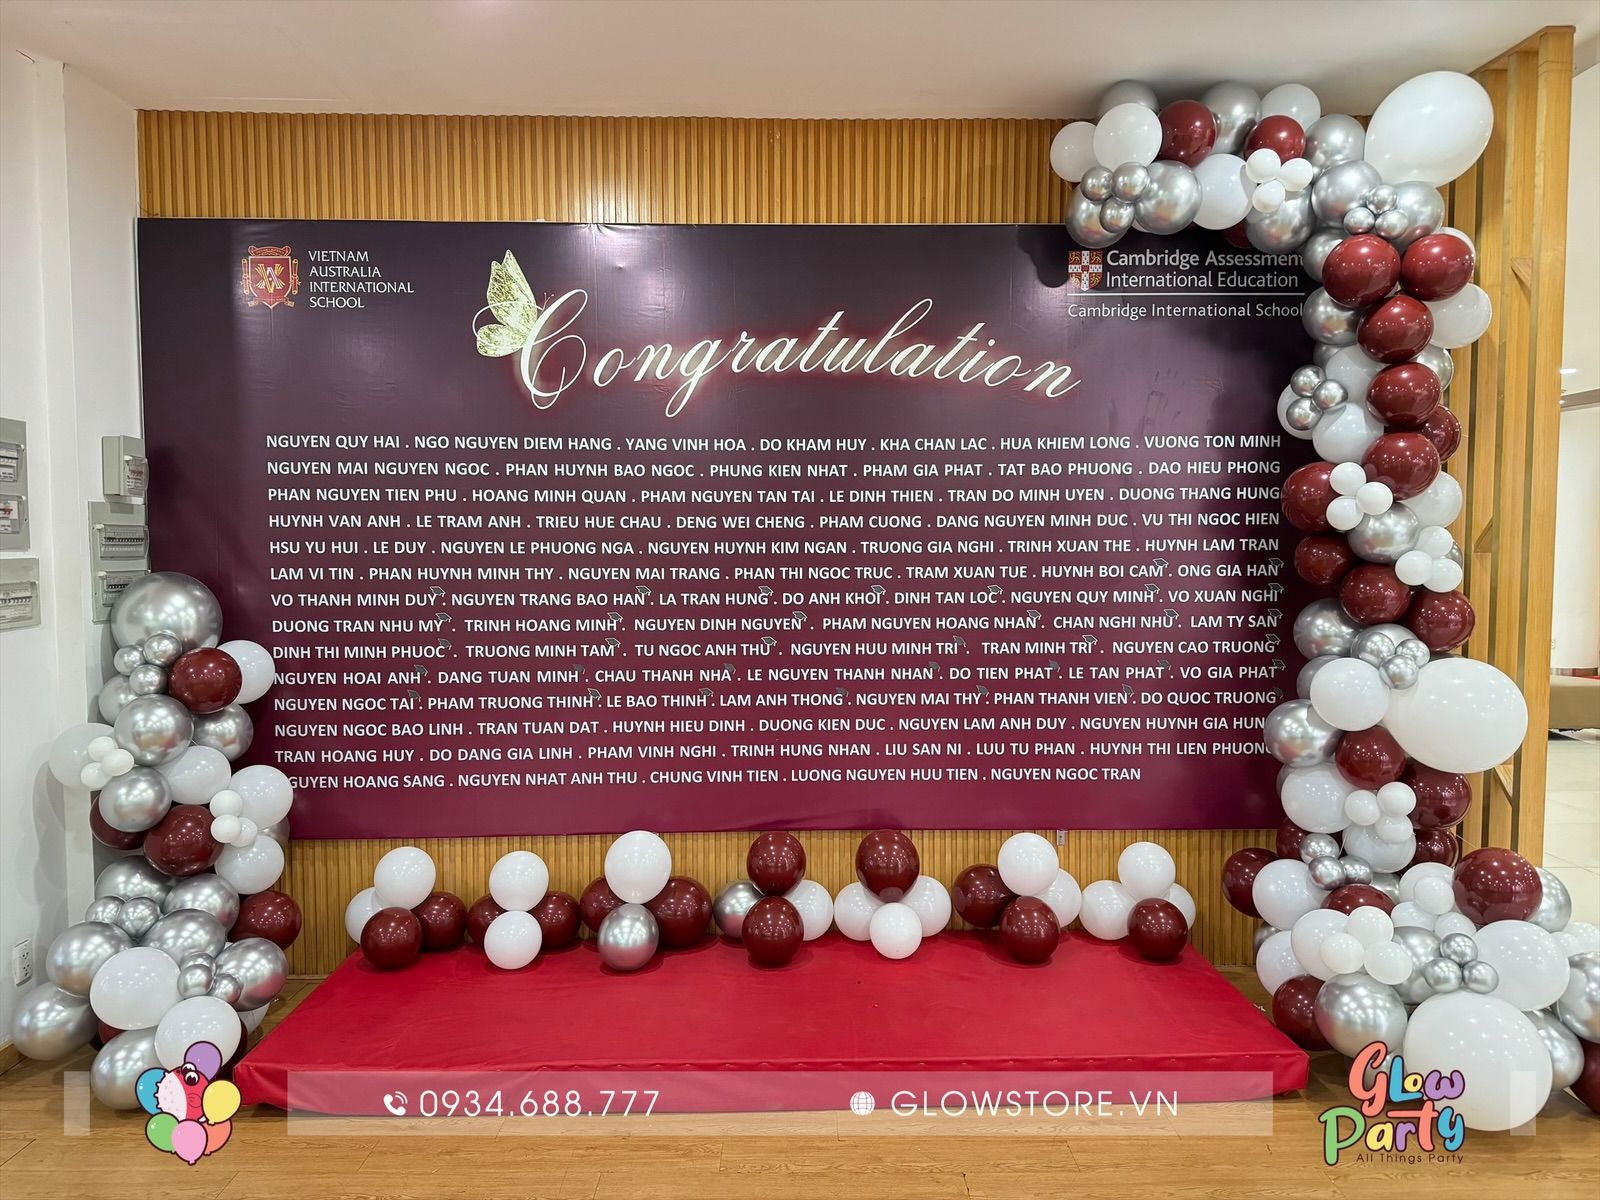 VIETNAM
AUSTRALIA
INTERNATIONAL
SCHOOL
Cambridge Assessment
International Education
Cambridge International School
Congratulation
NGUYEN QUY HAI . NGO NGUYEN DIEM HANG . YANG VINH HOA . DO KHAM HUY . KHA CHAN LAC . HUA KHIEM LONG . VUONG TON MINH
NGUYEN MAI NGUYEN NGOC . PHAN HUYNH BAO NGOC . PHUNG KIEN NHAT . PHAM GIA PHAT . TAT BAO PHUONG . DAO HIEU PHONG
PHAN NGUYEN TIEN PHU . HOANG MINH QUAN . PHAM NGUYEN TAN TAI . LE DINH THIEN . TRAN DO MINH UYEN . DUONG THANG HUNG
HUYNH VAN ANH . LE TRAM ANH . TRIEU HUE CHAU . DENG WEI CHENG . PHAM CUONG . DANG NGUYEN MINH DUC . VU THI NGOC HIEN
HSU YU HUI . LE DUY . NGUYEN LE PHUONG NGA . NGUYEN HUYNH KIM NGAN . TRUONG GIA NGHI . TRINH XUAN THE . HUYNH LAM TRAN
LAM VI TIN . PHAN HUYNH MINH THY . NGUYEN MAI TRANG . PHAN THI NGOC TRUC . TRAM XUAN TUE . HUYNH BOI CAM . ONG GIA HAN
VO THANH MINH DUY . NGUYEN TRANG BAO HAN . LA TRAN HUNG . DO ANH KHOI . DINH TAN LOC . NGUYEN QUY MINH . VO XUAN NGHI
DUONG TRAN NHU MY . TRINH HOANG MINH . NGUYEN DINH NGUYEN . PHAM NGUYEN HOANG NHAN . CHAN NGHI NHU . LAM TY SAN
DINH THI MINH PHUOC . TRUONG MINH TAM . TU NGOC ANH THU . NGUYEN HUU MINH TRI . TRAN MINH TRI . NGUYEN CAO TRUONG
NGUYEN HOAI ANH . DANG TUAN MINH . CHAU THANH NHA . LE NGUYEN THANH NHAN . DO TIEN PHAT . LE TAN PHAT . VO GIA PHAT
NGUYEN NGOC TAI . PHAM TRUONG THINH . LE BAO THINH . LAM ANH THONG . NGUYEN MAI THY . PHAN THANH VIEN . DO QUOC TRUONG
NGUYEN NGOC BAO LINH . TRAN TUAN DAT . HUYNH HIEU DINH . DUONG KIEN DUC . NGUYEN LAM ANH DUY . NGUYEN HUYNH GIA HUNG
TRAN HOANG HUY . DO DANG GIA LINH . PHAM VINH NGHI . TRINH HUNG NHAN . LIU SAN NI . LUU TU PHAN . HUYNH THI LIEN PHUONG
NGUYEN HOANG SANG . NGUYEN NHAT ANH THU . CHUNG VINH TIEN . LUONG NGUYEN HUU TIEN . NGUYEN NGOC TRAN
0934.688.777
GLOWSTORE.VN
Glow
Party
All Things Party